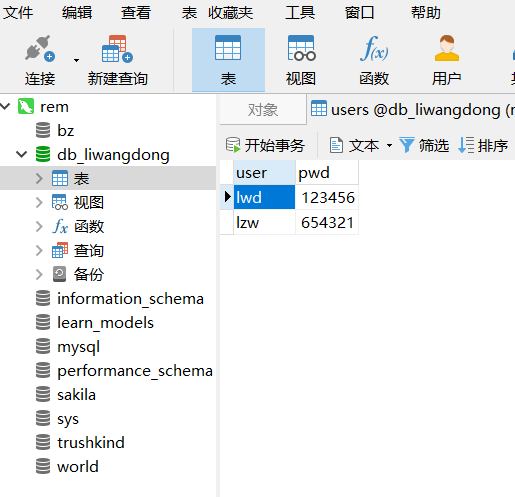 文件 编辑 查看 表 收藏夹 工具 窗口 帮助
连接 新建查询 表 视图 函数 用户
rem
bz
db_liwangdong
表
视图
fx 函数
查询
备份
information_schema
learn_models
mysql
performance_schema
sakila
sys
trushkind
world
对象 users @db_liwangdong (r
开始事务 文本 筛选 排序
user pwd
lwd 123456
lzw 654321